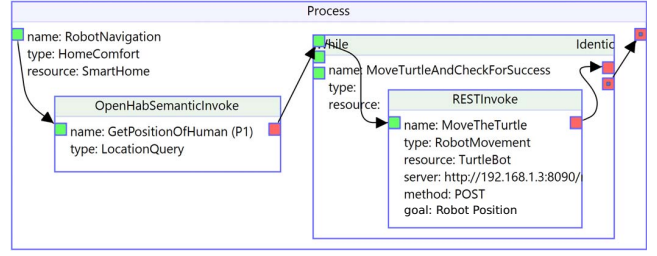 Process
name: RobotNavigation
type: HomeComfort
resource: SmartHome
OpenHabSemanticInvoke
name: GetPositionOfHuman (P1)
type: LocationQuery
While
Identic
name: MoveTurtleAndCheckForSuccess
type:
resource:
RESTInvoke
name: MoveTheTurtle
type: RobotMovement
resource: TurtleBot
server: http://192.168.1.3:8090/
method: POST
goal: Robot Position